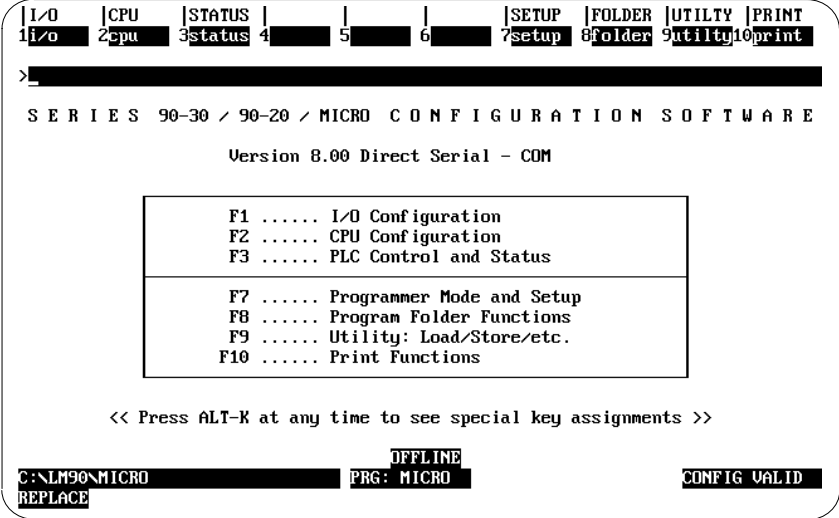 |I/O |CPU |STATUS | | | |SETUP |FOLDER |UTILTY |PRINT
1i/o 2cpu 3status 4 5 6 7setup 8folder 9utilty10print
>
S E R I E S 90-30 / 90-20 / MICRO C O N F I G U R A T I O N S O F T W A R E
Version 8.00 Direct Serial - COM
F1 ...... I/O Configuration
F2 ...... CPU Configuration
F3 ...... PLC Control and Status
F7 ...... Programmer Mode and Setup
F8 ...... Program Folder Functions
F9 ...... Utility: Load/Store/etc.
F10 ...... Print Functions
<< Press ALT-K at any time to see special key assignments >>
OFFLINE
C:\LM90\MICRO PRG: MICRO CONFIG VALID
REPLACE